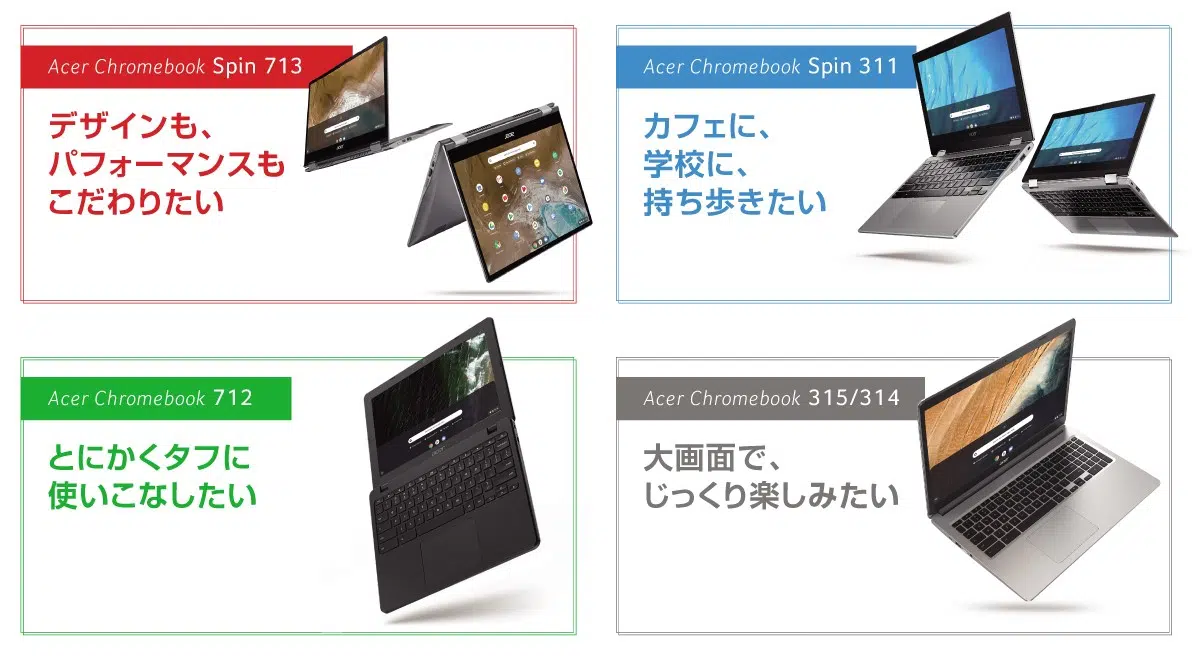 Acer Chromebook Spin 713
デザインも、
パフォーマンスも
こだわりたい
acer
Acer Chromebook Spin 311
カフェに、
学校に、
持ち歩きたい
Acer Chromebook 712
とにかくタフに
使いこなしたい
Acer Chromebook 315/314
大画面で、
じっくり楽しみたい